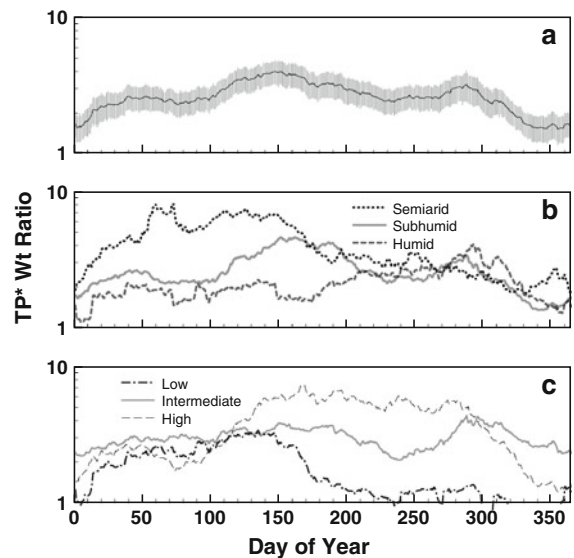 10
a
1
10
b
Semiarid
Subhumid
Humid
TP* Wt Ratio
1
10
c
Low
Intermediate
High
1
0 50 100 150 200 250 300 350
Day of Year